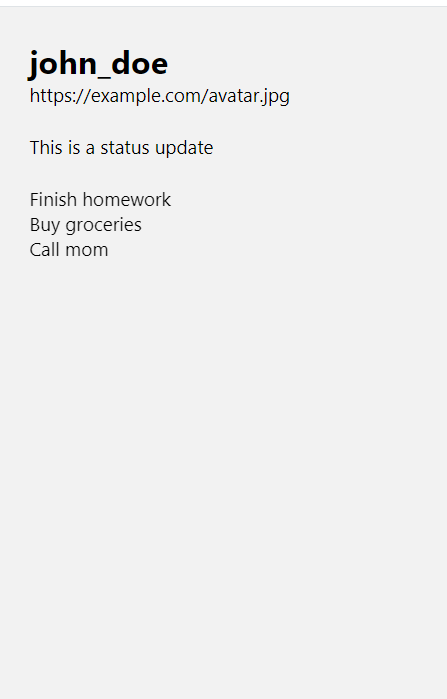 john_doe
https://example.com/avatar.jpg
This is a status update
Finish homework
Buy groceries
Call mom